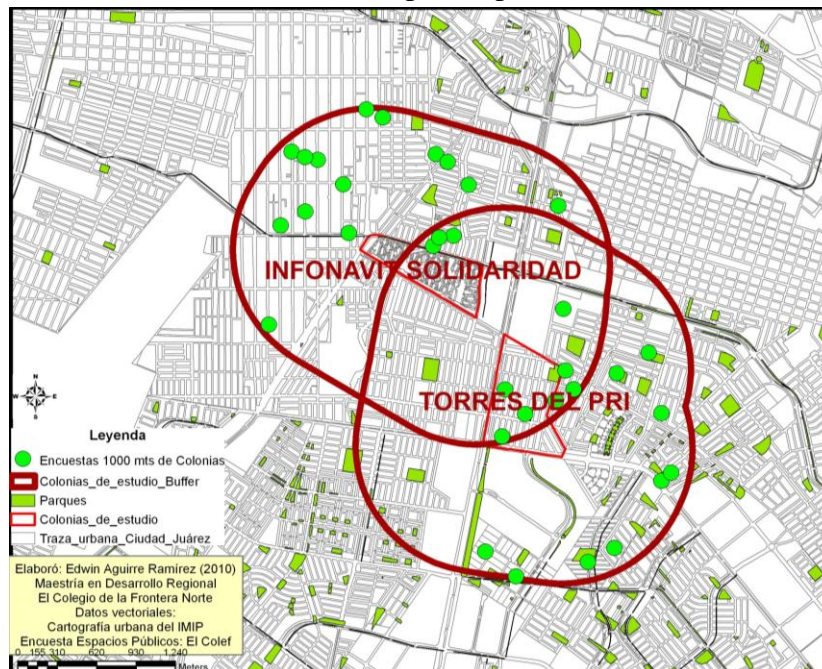 INFONAVIT SOLIDARIDAD
TORRES DEL PRI
N
W E
S
Leyenda
Encuestas 1000 mts de Colonias
Colonias_de_estudio_Buffer
Parques
Colonias_de_estudio
Traza_urbana_Ciudad_Juárez
Elaboró: Edwin Aguirre Ramírez (2010)
Maestría en Desarrollo Regional
El Colegio de la Frontera Norte
Datos vectoriales:
Cartografía urbana del IMIP
Encuesta Espacios Públicos: El Colef
0 155 310 620 930 1,240
Meters